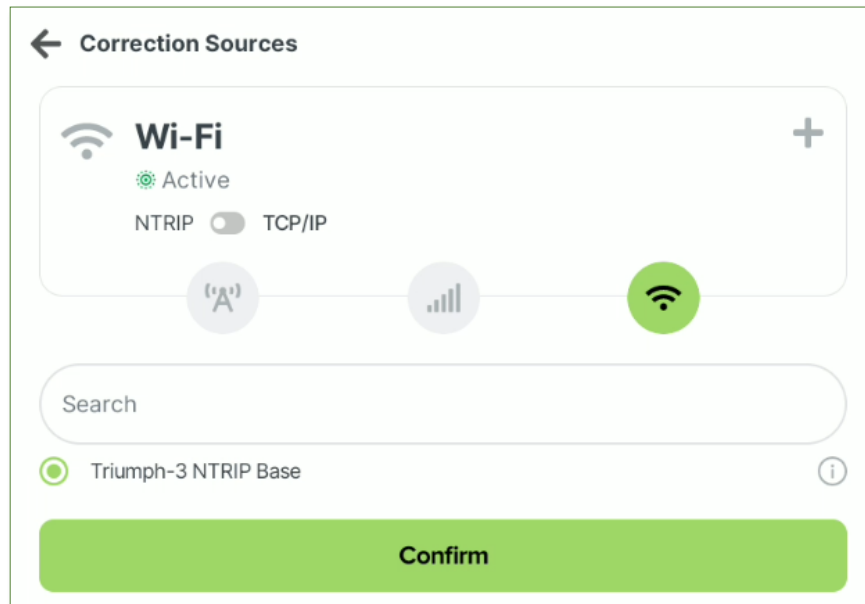 Correction Sources
Wi-Fi
Active
NTRIP TCP/IP
Search
Triumph-3 NTRIP Base
Confirm